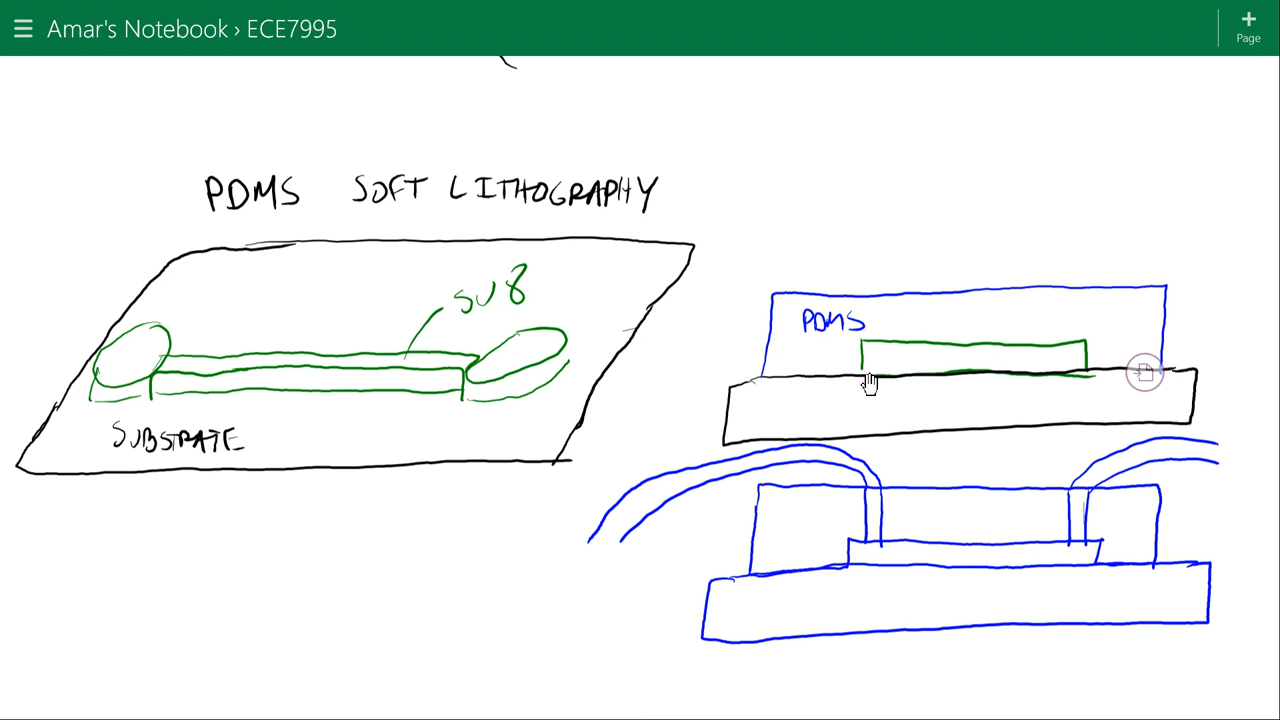 Amar's Notebook › ECE7995
Page
PDMS SOFT LITHOGRAPHY
SU8
PDMS
SUBSTRATE